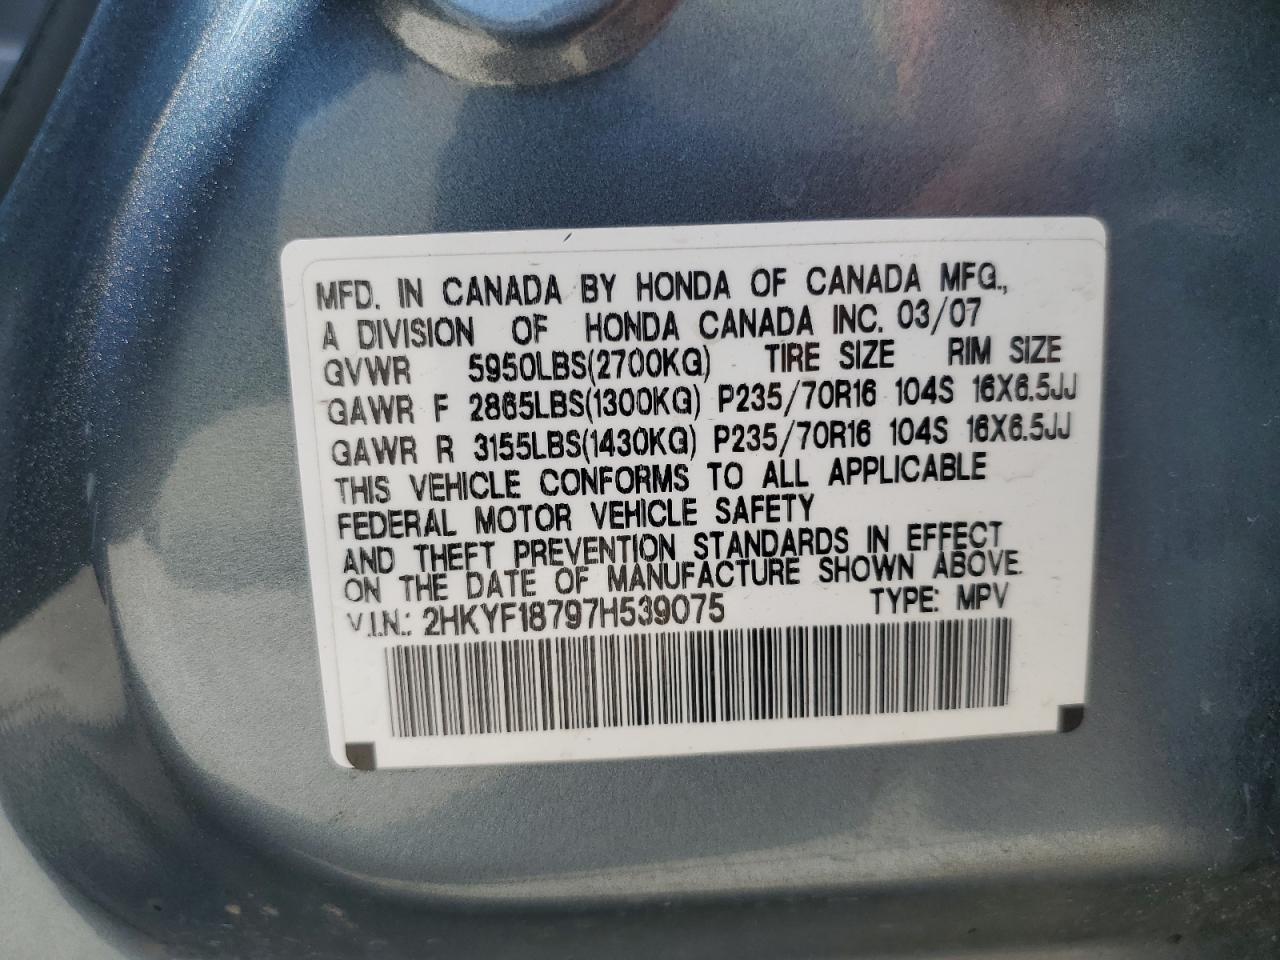 MFD. IN CANADA BY HONDA OF CANADA MFG.,
A DIVISION OF HONDA CANADA INC. 03/07
GVWR 5950LBS(2700KG) TIRE SIZE RIM SIZE
GAWR F 2865LBS(1300KG) P235/70R16 104S 16X6.5JJ
GAWR R 3155LBS(1430KG) P235/70R16 104S 16X6.5JJ
THIS VEHICLE CONFORMS TO ALL APPLICABLE
FEDERAL MOTOR VEHICLE SAFETY
AND THEFT PREVENTION STANDARDS IN EFFECT
ON THE DATE OF MANUFACTURE SHOWN ABOVE.
V.I.N.: 2HKYF18797H539075 TYPE: MPV